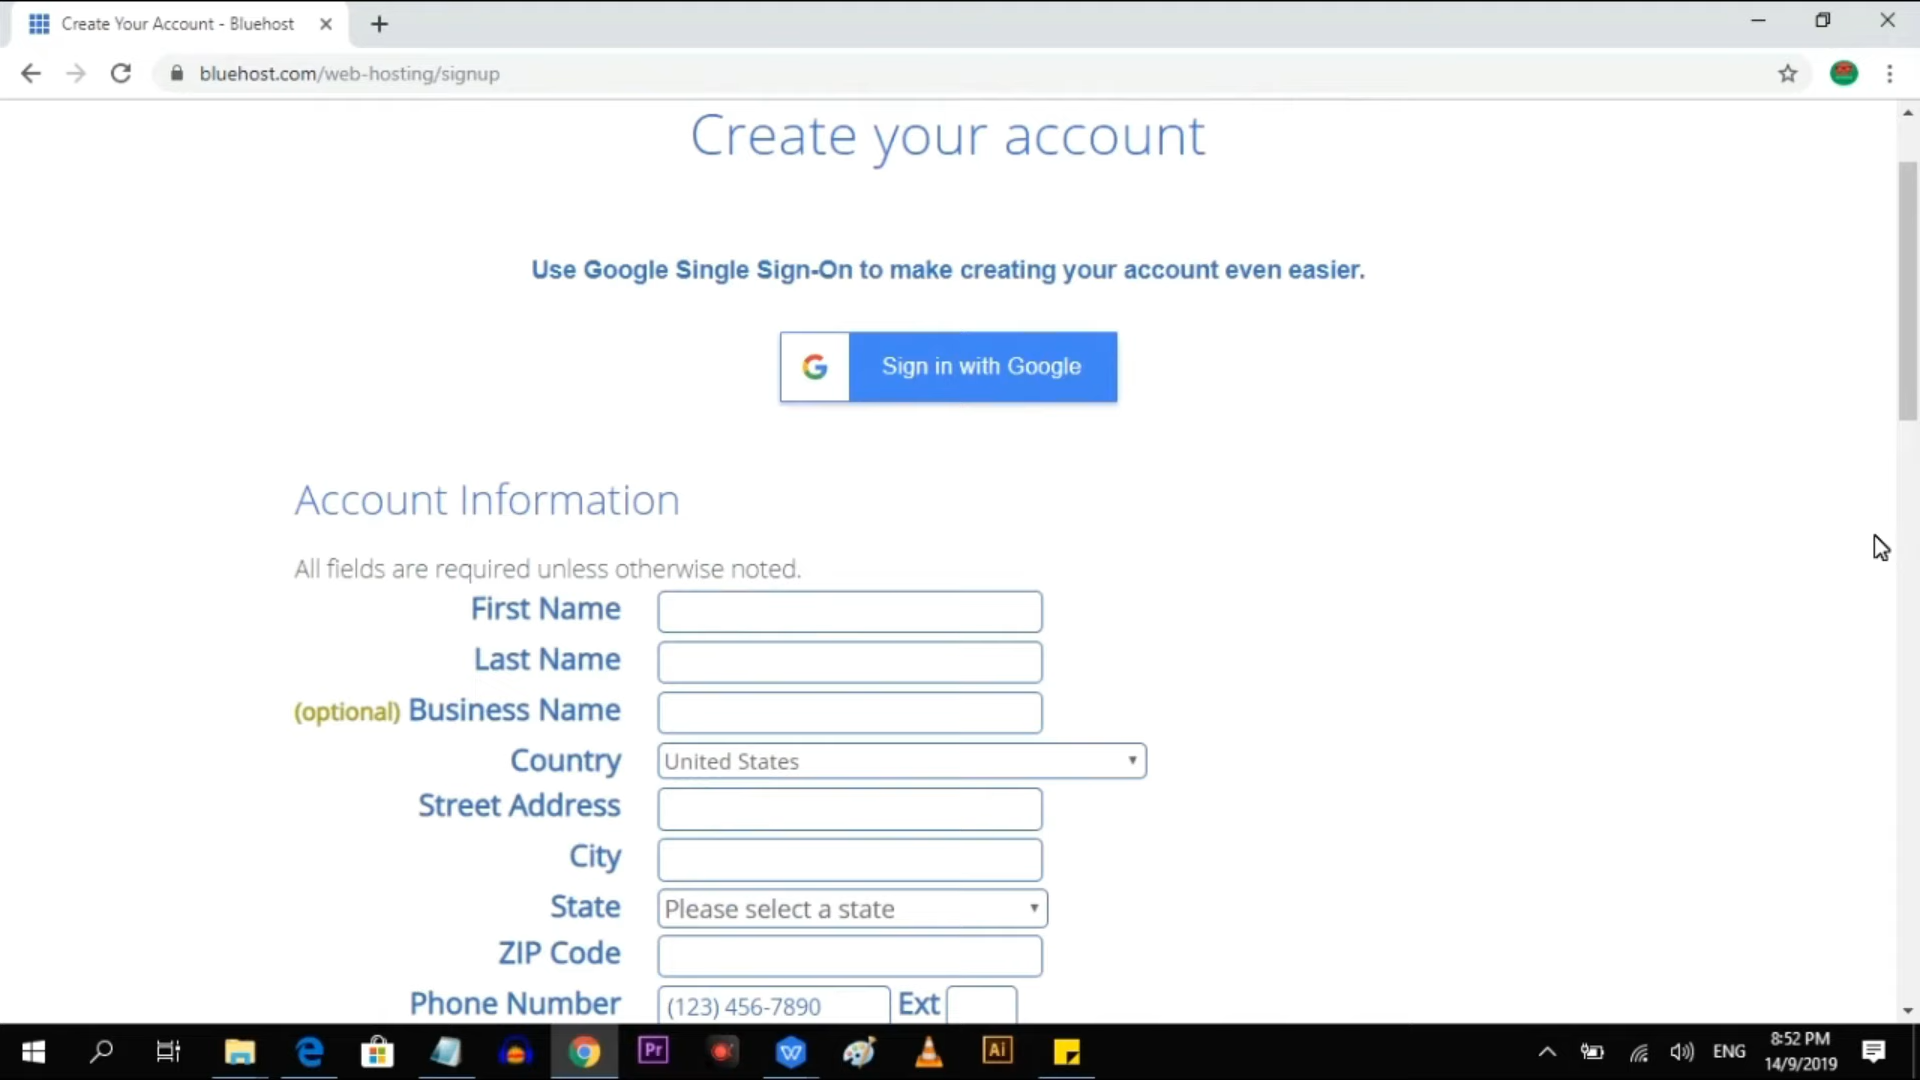 Create Your Account - Bluehost
bluehost.com/web-hosting/signup
Create your account
Use Google Single Sign-On to make creating your account even easier.
G Sign in with Google
Account Information
All fields are required unless otherwise noted.
First Name
Last Name
(optional) Business Name
Country United States
Street Address
City
State Please select a state
ZIP Code
Phone Number (123) 456-7890 Ext
Pr Ai ENG 8:52 PM
14/9/2019